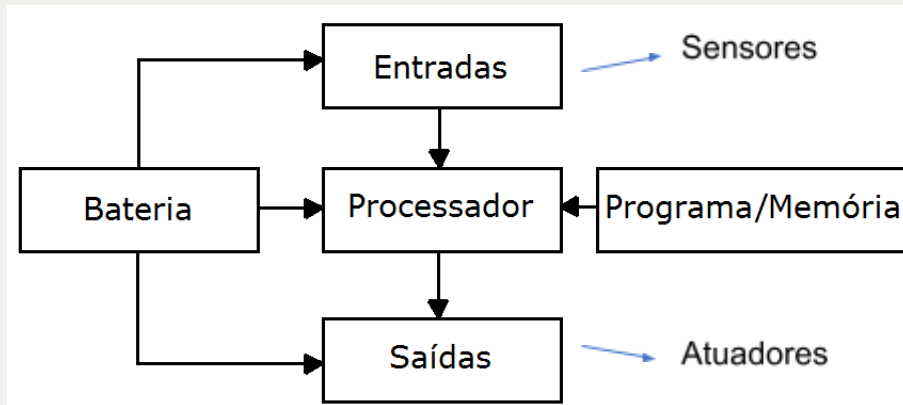 Entradas
Sensores
Bateria
Processador
Programa/Memória
Saídas
Atuadores